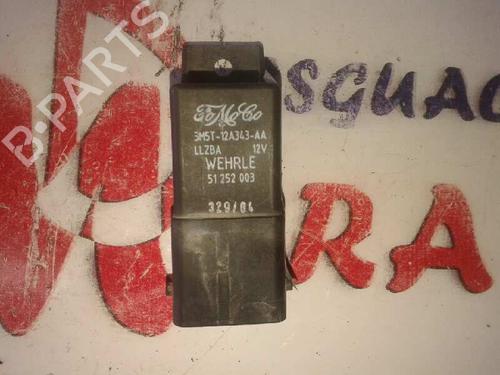 B-PARTS
SGUAC
RA
FoMoCo
3M5T-12A343-AA
LLZBA 12V
WEHRLE
51 252 003
329/04